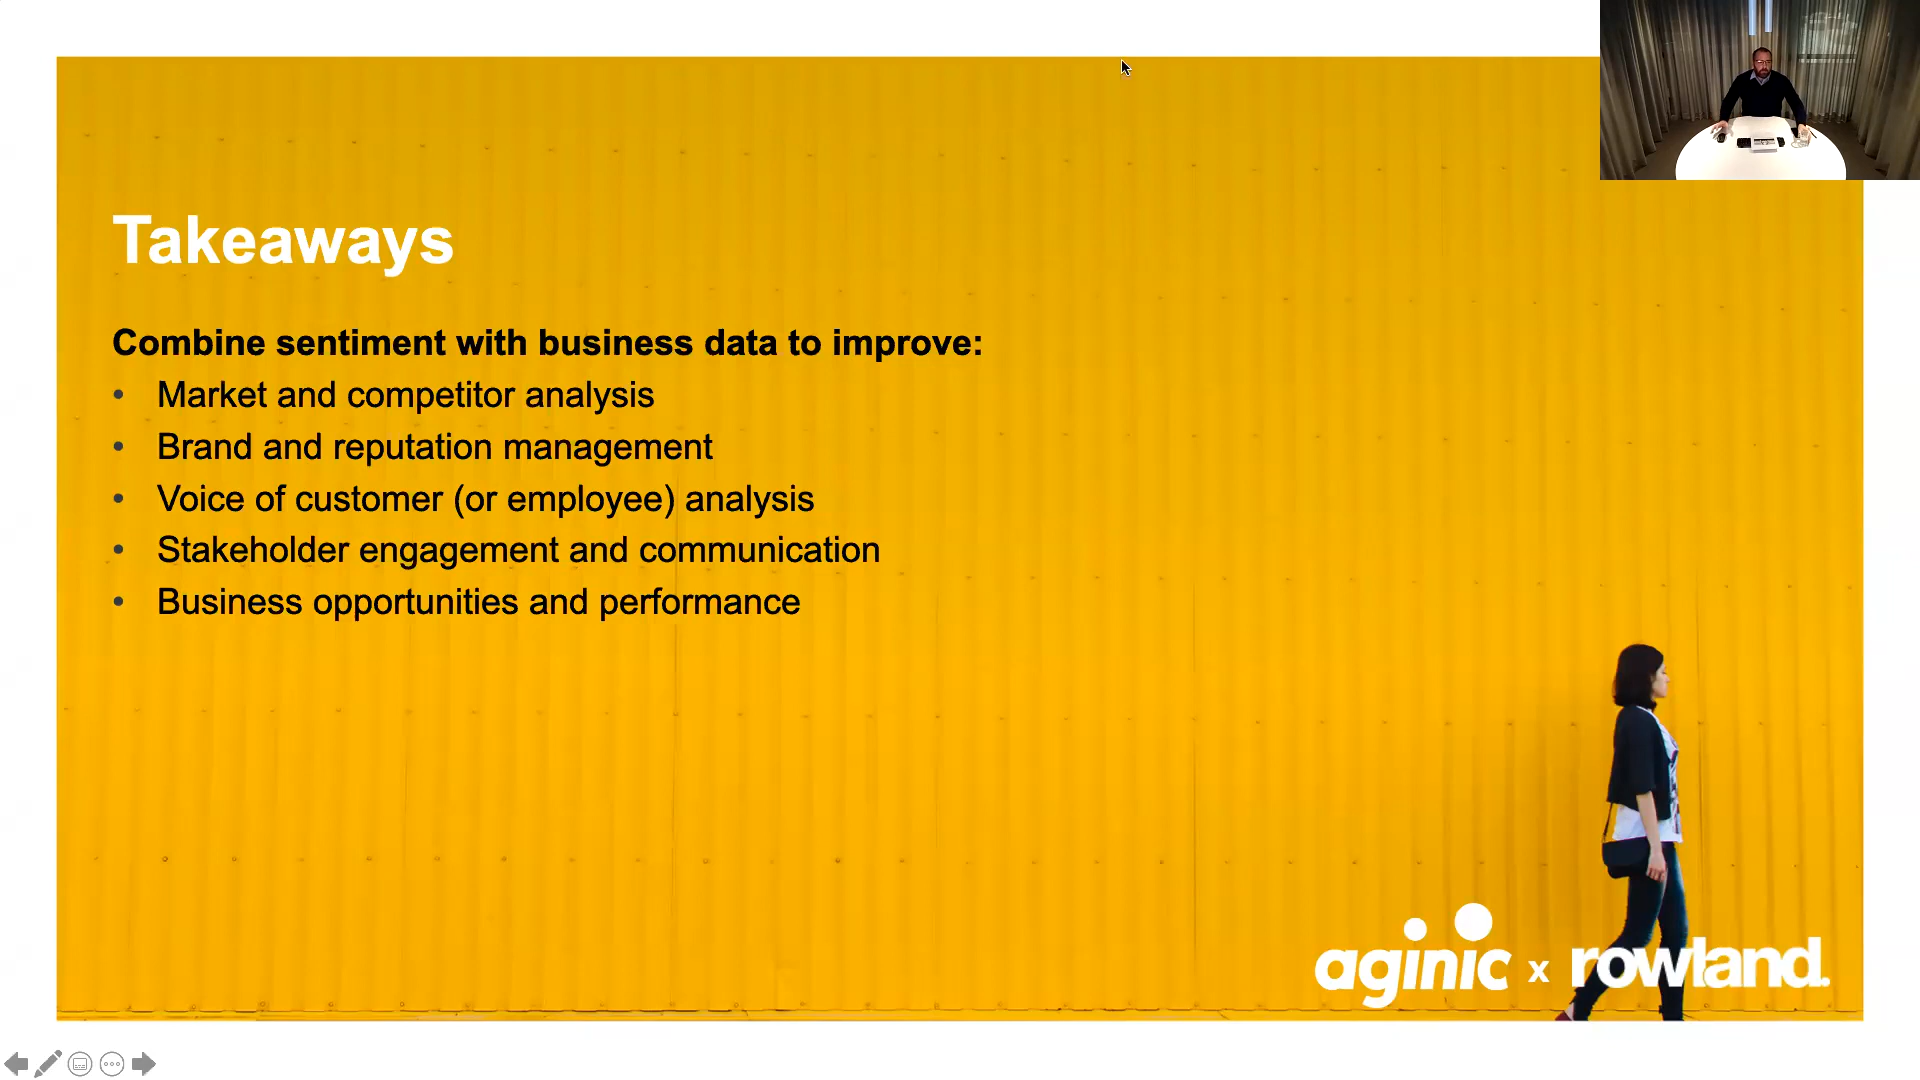 Takeaways
Combine sentiment with business data to improve:
• Market and competitor analysis
• Brand and reputation management
• Voice of customer (or employee) analysis
• Stakeholder engagement and communication
• Business opportunities and performance
aginic x rowland.